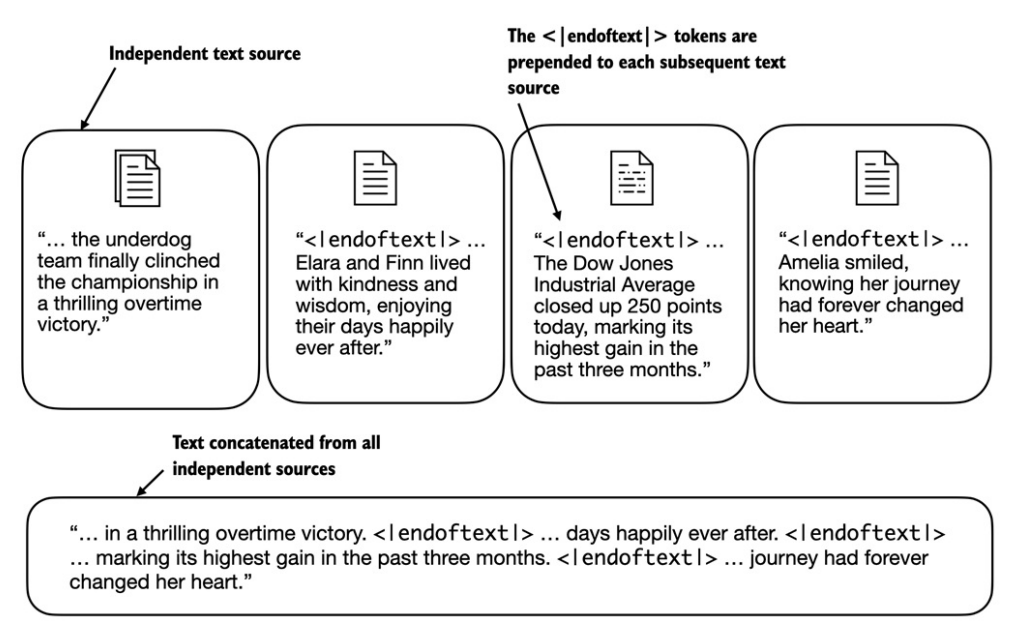 Independent text source
The <|endoftext|> tokens are
prepended to each subsequent text
source
“... the underdog
team finally clinched
the championship in
a thrilling overtime
victory.”
“<|endoftext|> ...
Elara and Finn lived
with kindness and
wisdom, enjoying
their days happily
ever after.”
“<|endoftext|> ...
The Dow Jones
Industrial Average
closed up 250 points
today, marking its
highest gain in the
past three months.”
“<|endoftext|> ...
Amelia smiled,
knowing her journey
had forever changed
her heart.”
Text concatenated from all
independent sources
“... in a thrilling overtime victory. <|endoftext|> ... days happily ever after. <|endoftext|>
... marking its highest gain in the past three months. <|endoftext|> ... journey had forever
changed her heart.”